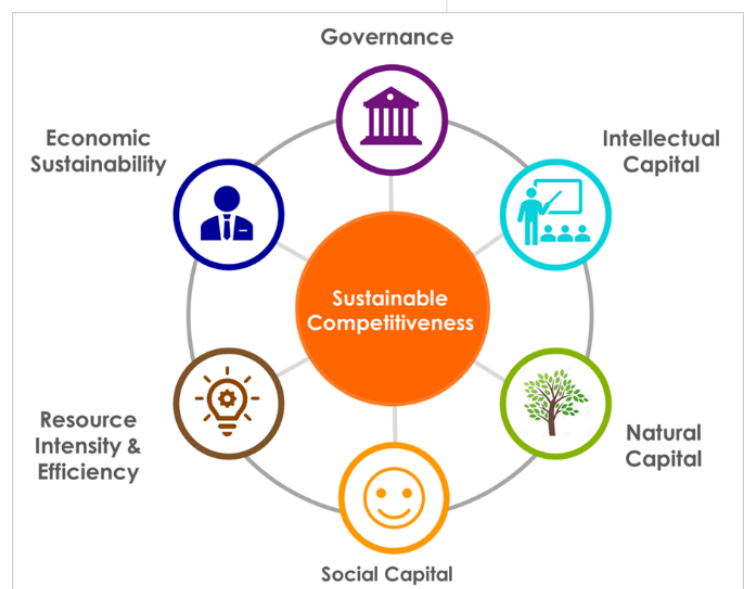 Governance
Economic
Sustainability
Intellectual
Capital
Sustainable
Competitiveness
Resource
Intensity &
Efficiency
Natural
Capital
Social Capital